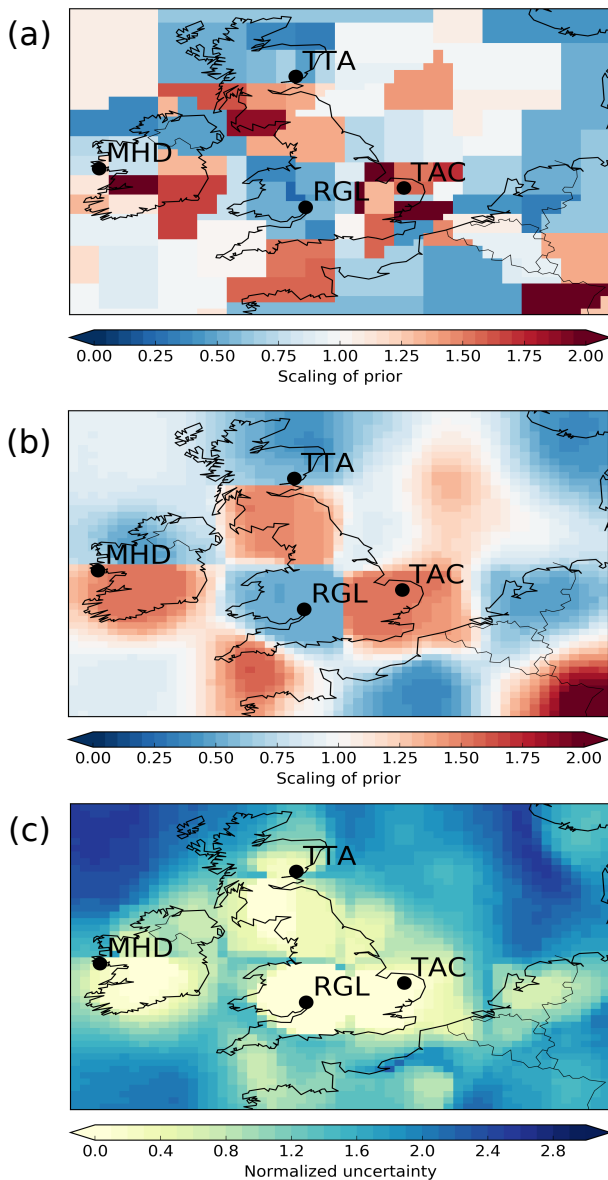 (a)
TTA
MHD
TAC
RGL
0.00 0.25 0.50 0.75 1.00 1.25 1.50 1.75 2.00
Scaling of prior
(b)
TTA
MHD
TAC
RGL
0.00 0.25 0.50 0.75 1.00 1.25 1.50 1.75 2.00
Scaling of prior
(c)
TTA
MHD
TAC
RGL
0.0 0.4 0.8 1.2 1.6 2.0 2.4 2.8
Normalized uncertainty